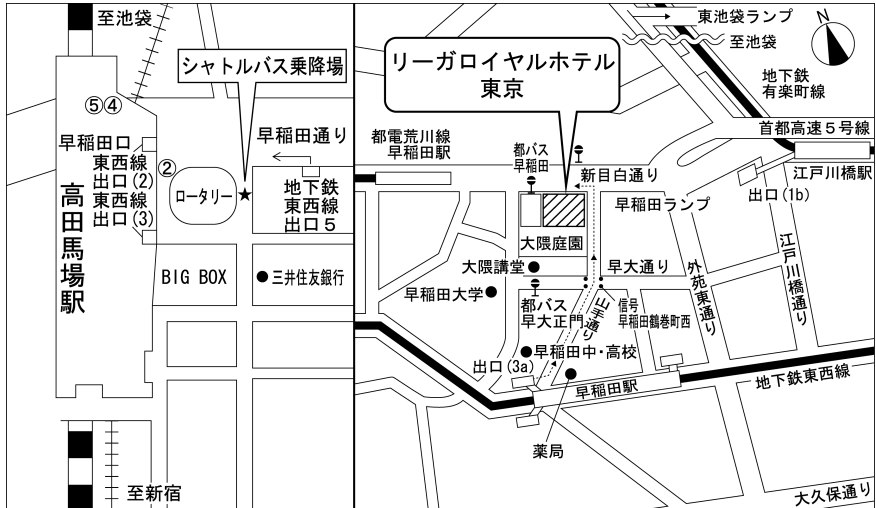 至池袋
シャトルバス乗降場
⑤④
早稲田口
東西線
出口(2)
東西線
出口(3)
②
ロータリー
★
早稲田通り
地下鉄
東西線
出口5
高田馬場駅
BIG BOX
三井住友銀行
至新宿
リーガロイヤルホテル
東京
東池袋ランプ
至池袋
N
地下鉄
有楽町線
首都高速5号線
都電荒川線
早稲田駅
都バス
早稲田
新目白通り
江戸川橋駅
出口(1b)
早稲田ランプ
大隈庭園
大隈講堂
早大通り
早稲田大学
都バス
早大正門
山手通り
信号
早稲田鶴巻町西
外苑東通り
江戸川橋通り
早稲田中・高校
出口(3a)
早稲田駅
地下鉄東西線
薬局
大久保通り